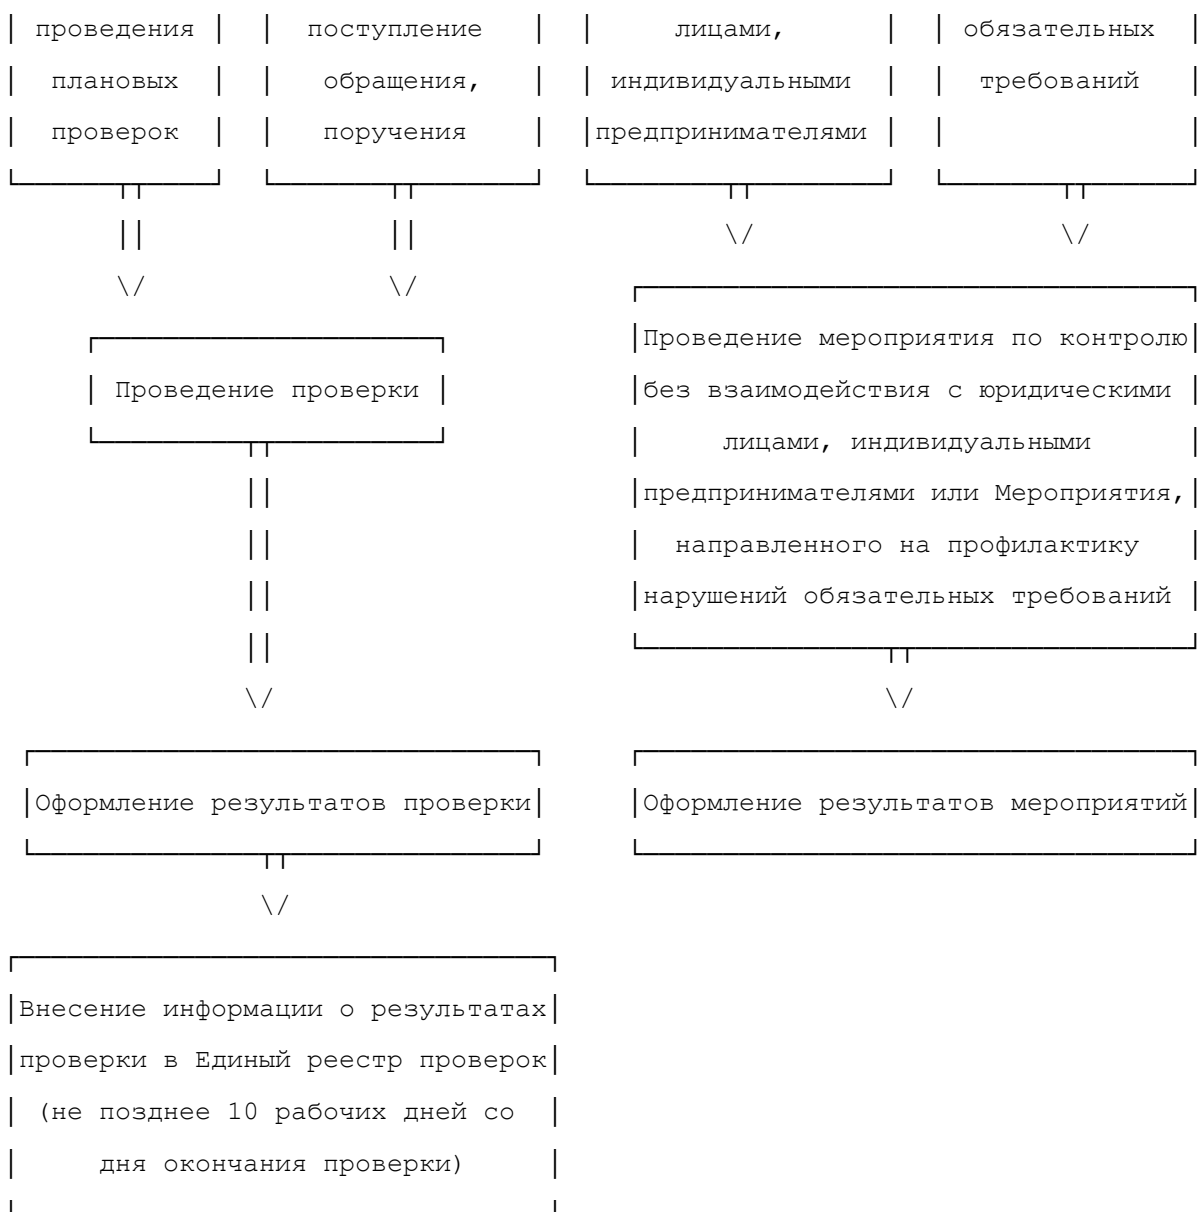 проведения поступление лицами, обязательных
плановых обращения, индивидуальными требований
проверок поручения предпринимателями
Проведение мероприятия по контролю
Проведение проверки без взаимодействия с юридическими
лицами, индивидуальными
предпринимателями или Мероприятия,
направленного на профилактику
нарушений обязательных требований
Оформление результатов проверки Оформление результатов мероприятий
Внесение информации о результатах
проверки в Единый реестр проверок
(не позднее 10 рабочих дней со
дня окончания проверки)